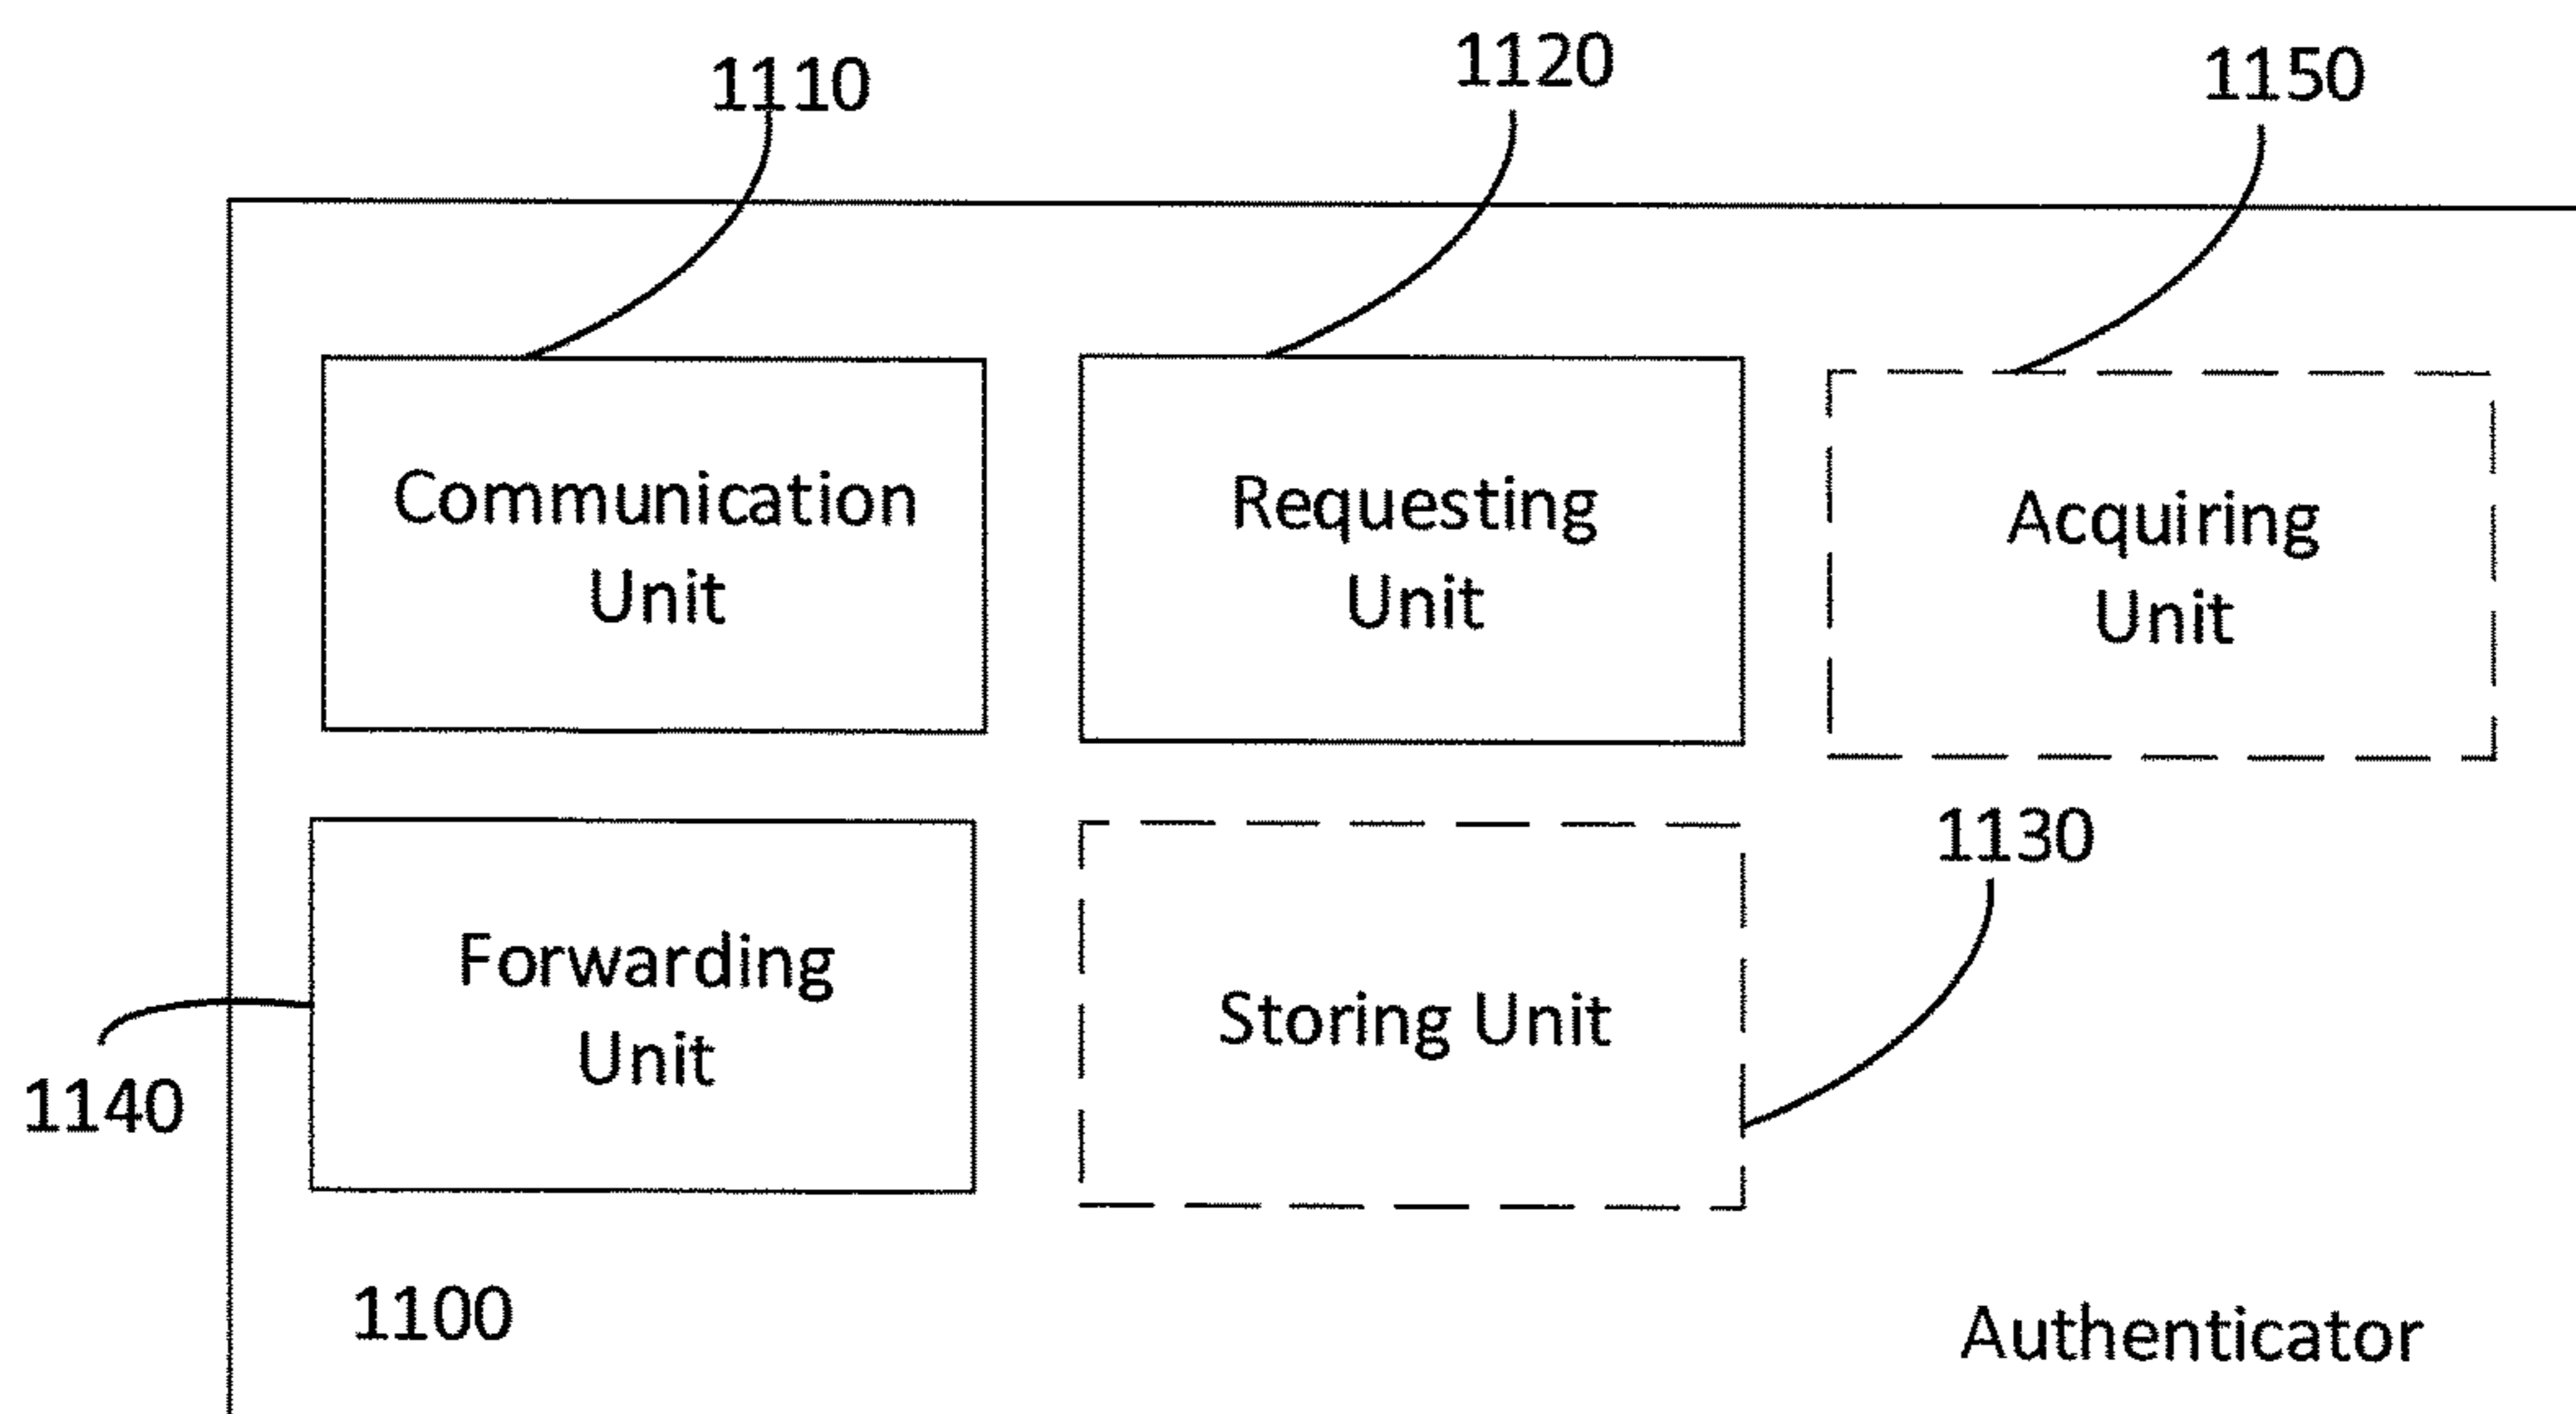 1110
1120
1150
Communication
Unit
Requesting
Unit
Acquiring
Unit
1130
Forwarding
Unit
Storing Unit
1140
1100
Authenticator